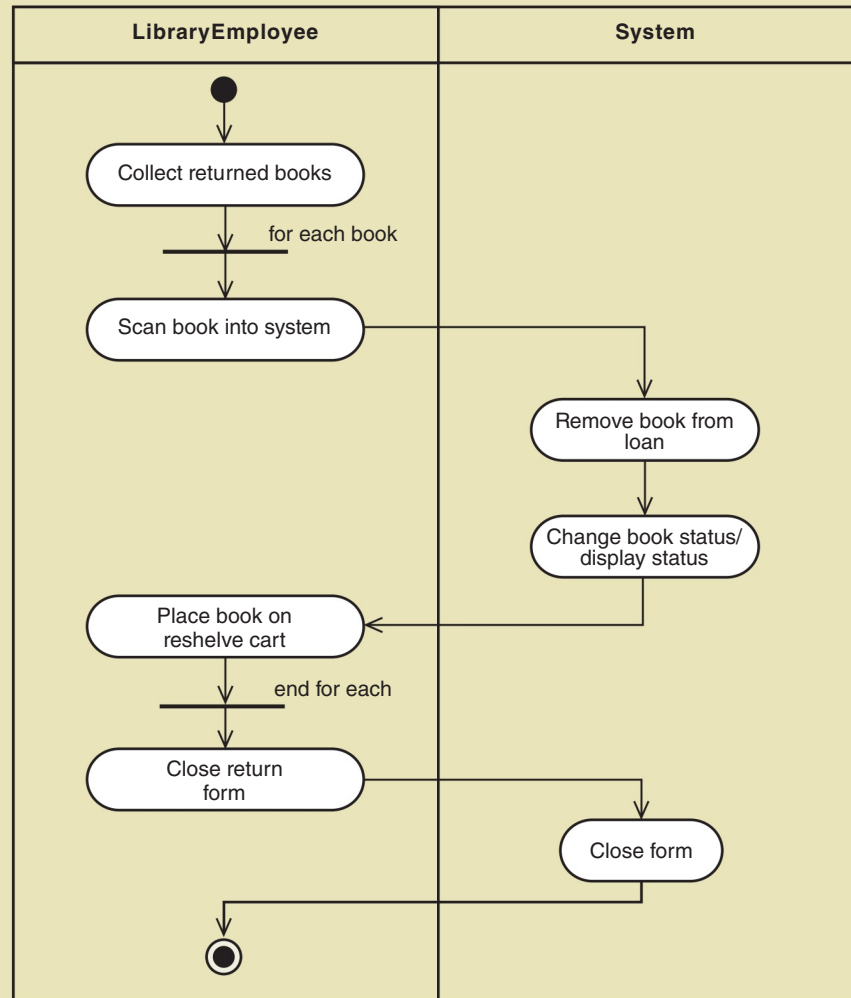 LibraryEmployee
System
Collect returned books
for each book
Scan book into system
Remove book from
loan
Change book status/
display status
Place book on
reshelve cart
end for each
Close return
form
Close form